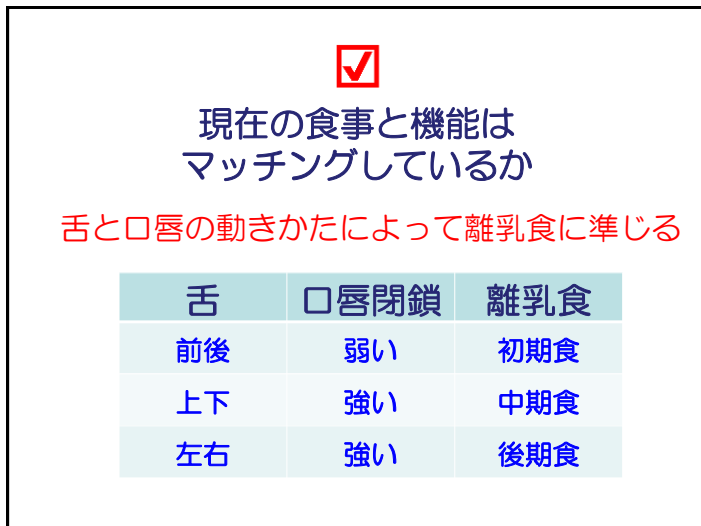 現在の食事と機能は
マッチングしているか
舌と口唇の動きかたによって離乳食に準じる
舌 口唇閉鎖 離乳食
前後 弱い 初期食
上下 強い 中期食
左右 強い 後期食